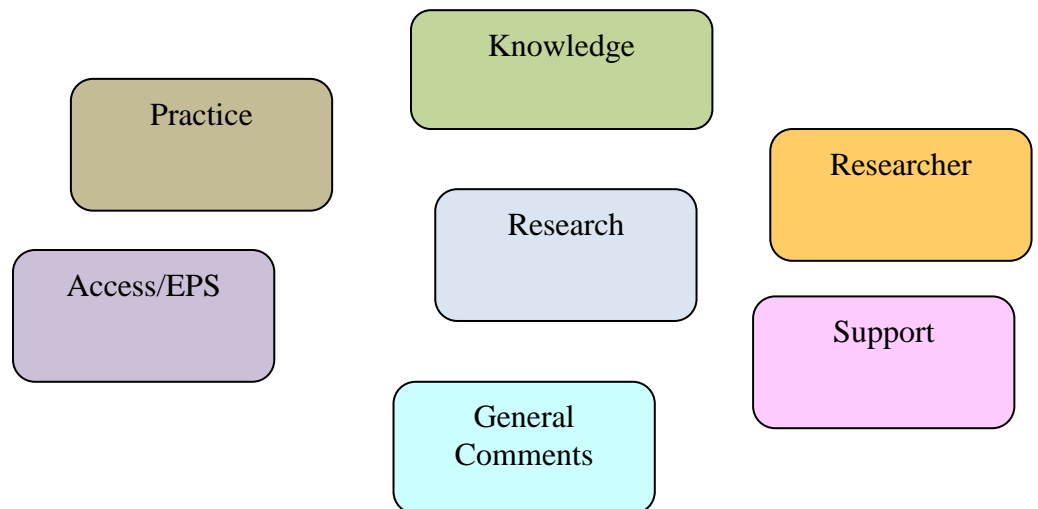 Knowledge
Practice
Researcher
Research
Access/EPS
Support
General
Comments